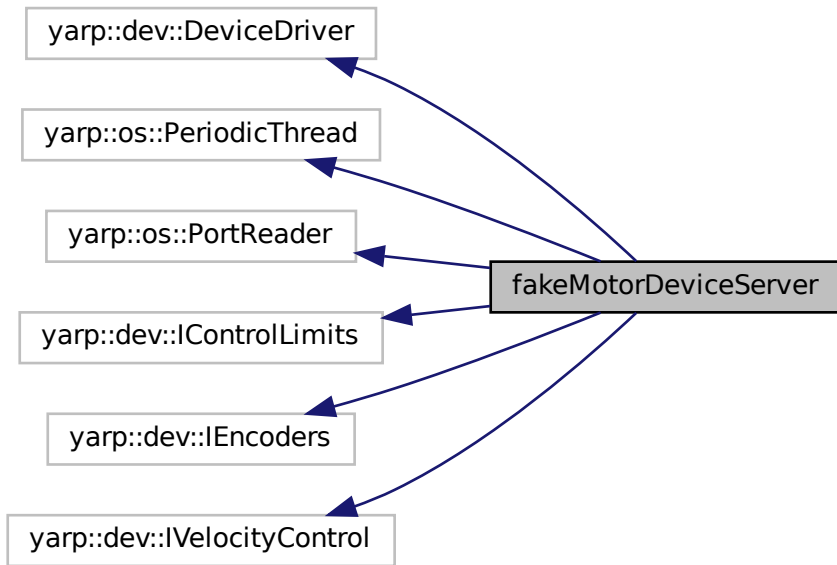 yarp::dev::DeviceDriver
yarp::os::PeriodicThread
yarp::os::PortReader
fakeMotorDeviceServer
yarp::dev::IControlLimits
yarp::dev::IEncoders
yarp::dev::IVelocityControl